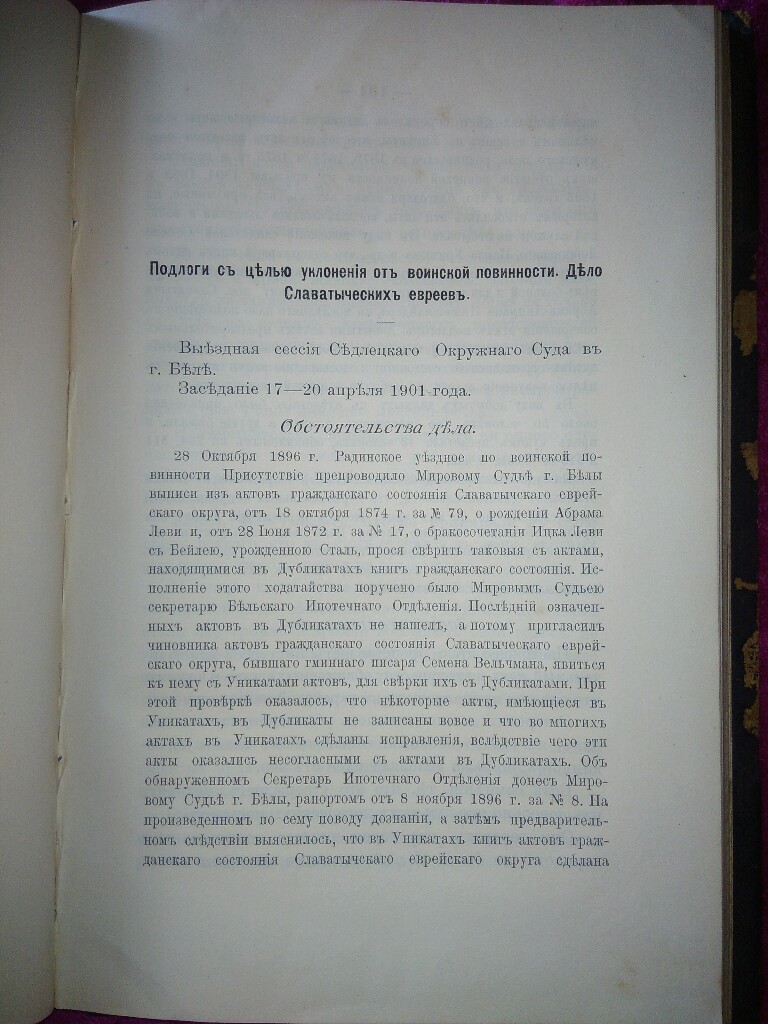 Подлоги съ цѣлью уклоненія отъ воинской повинности. Дѣло
Славатыческихъ евреевъ.
Выѣздная сессія Сѣдлецкаго Окружнаго Суда въ
г. Бѣлѣ.
Засѣданіе 17—20 апрѣля 1901 года.
Обстоятельства дѣла.
28 Октября 1896 г. Радинское уѣздное по воинской по-
винности Присутствіе препроводило Мировому Судьѣ г. Бѣлы
выписи изъ актовъ гражданскаго состоянія Славатычскаго еврей-
скаго округа, отъ 18 октября 1874 г. за № 79, о рожденіи Абрама
Леви и, отъ 28 Іюня 1872 г. за № 17, о бракосочетаніи Ицка Леви
съ Бейлею, урожденною Сталь, прося свѣрить таковыя съ актами,
находящимися въ Дубликатахъ книгъ гражданскаго состоянія. Ис-
полненіе этого ходатайства поручено было Мировымъ Судьею
секретарю Бѣльскаго Ипотечнаго Отдѣленія. Послѣдній означен-
ныхъ актовъ въ Дубликатахъ не нашелъ, а потому пригласилъ
чиновника актовъ гражданскаго состоянія Славатычскаго еврей-
скаго округа, бывшаго гминнаго писаря Семена Вельчмана, явиться
къ нему съ Уникатами актовъ, для свѣрки ихъ съ Дубликатами. При
этой провѣркѣ оказалось, что нѣкоторые акты, имѣющіеся въ
Уникатахъ, въ Дубликаты не записаны вовсе и что во многихъ
актахъ въ Уникатахъ сдѣланы исправленія, вслѣдствіе чего эти
акты оказались несогласными съ актами въ Дубликатахъ. Объ
обнаруженномъ Секретарь Ипотечнаго Отдѣленія донесъ Миро-
вому Судьѣ г. Бѣлы, рапортомъ отъ 8 ноября 1896 г. за № 8. На
произведенномъ по сему поводу дознаніи, а затѣмъ предваритель-
номъ слѣдствіи выяснилось, что въ Уникатахъ книгъ актовъ граж-
данскаго состоянія Славатычскаго еврейскаго округа сдѣлана